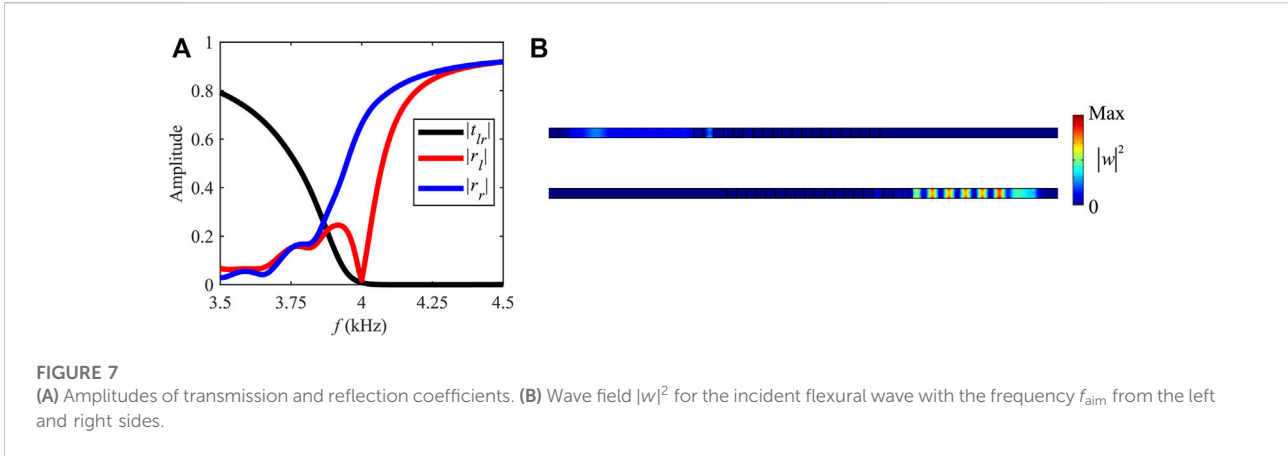 A
1
0.8
0.6
0.4
0.2
0
Amplitude
|t_lr|
|r_l|
|r_r|
3.5 3.75 4 4.25 4.5
f (kHz)
B
Max
|w|²
0
FIGURE 7
(A) Amplitudes of transmission and reflection coefficients. (B) Wave field |w|² for the incident flexural wave with the frequency f_aim from the left
and right sides.